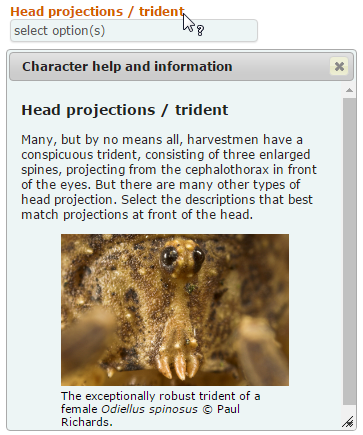 Head projections / trident
select option(s)
Character help and information
Head projections / trident
Many, but by no means all, harvestmen have a
conspicuous trident, consisting of three enlarged
spines, projecting from the cephalothorax in front
of the eyes. But there are many other types of
head projection. Select the descriptions that best
match projections at front of the head.
The exceptionally robust trident of a
female Odiellus spinosus © Paul
Richards.